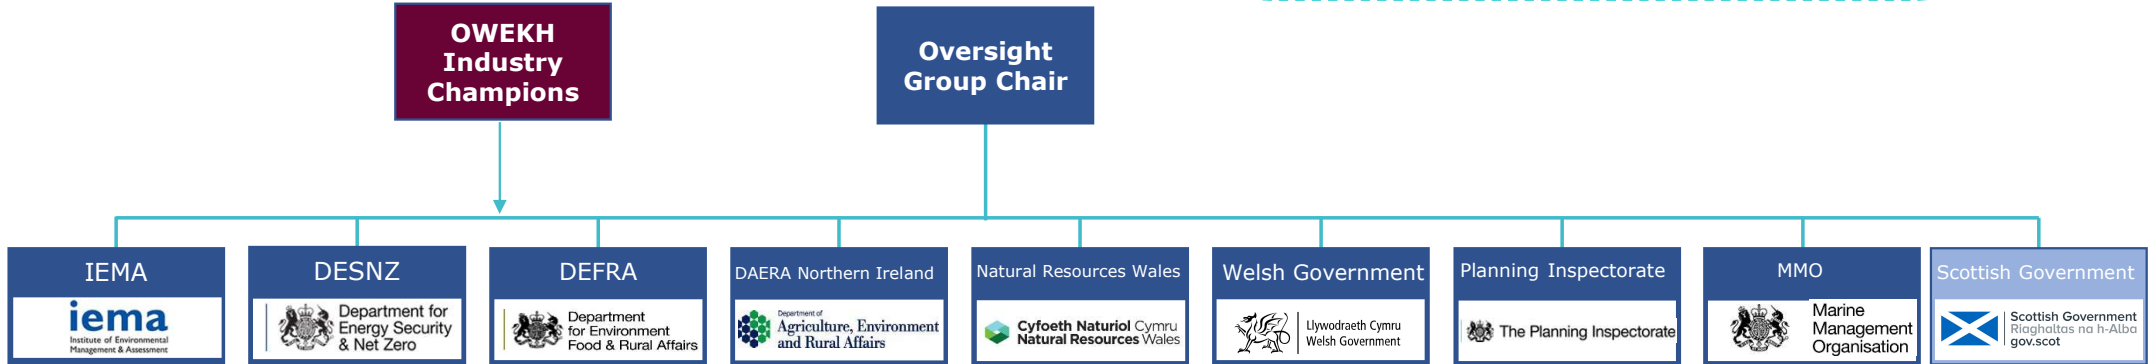 OWEKH
Industry
Champions
Oversight
Group Chair
IEMA
iema
Institute of Environmental
Management & Assessment
DESNZ
Department for
Energy Security
& Net Zero
DEFRA
Department
for Environment
Food & Rural Affairs
DAERA Northern Ireland
Department of
Agriculture, Environment
and Rural Affairs
Natural Resources Wales
Cyfoeth Naturiol Cymru
Natural Resources Wales
Welsh Government
Llywodraeth Cymru
Welsh Government
Planning Inspectorate
The Planning Inspectorate
MMO
Marine
Management
Organisation
Scottish Government
Scottish Government
Riaghaltas na h-Alba
gov.scot